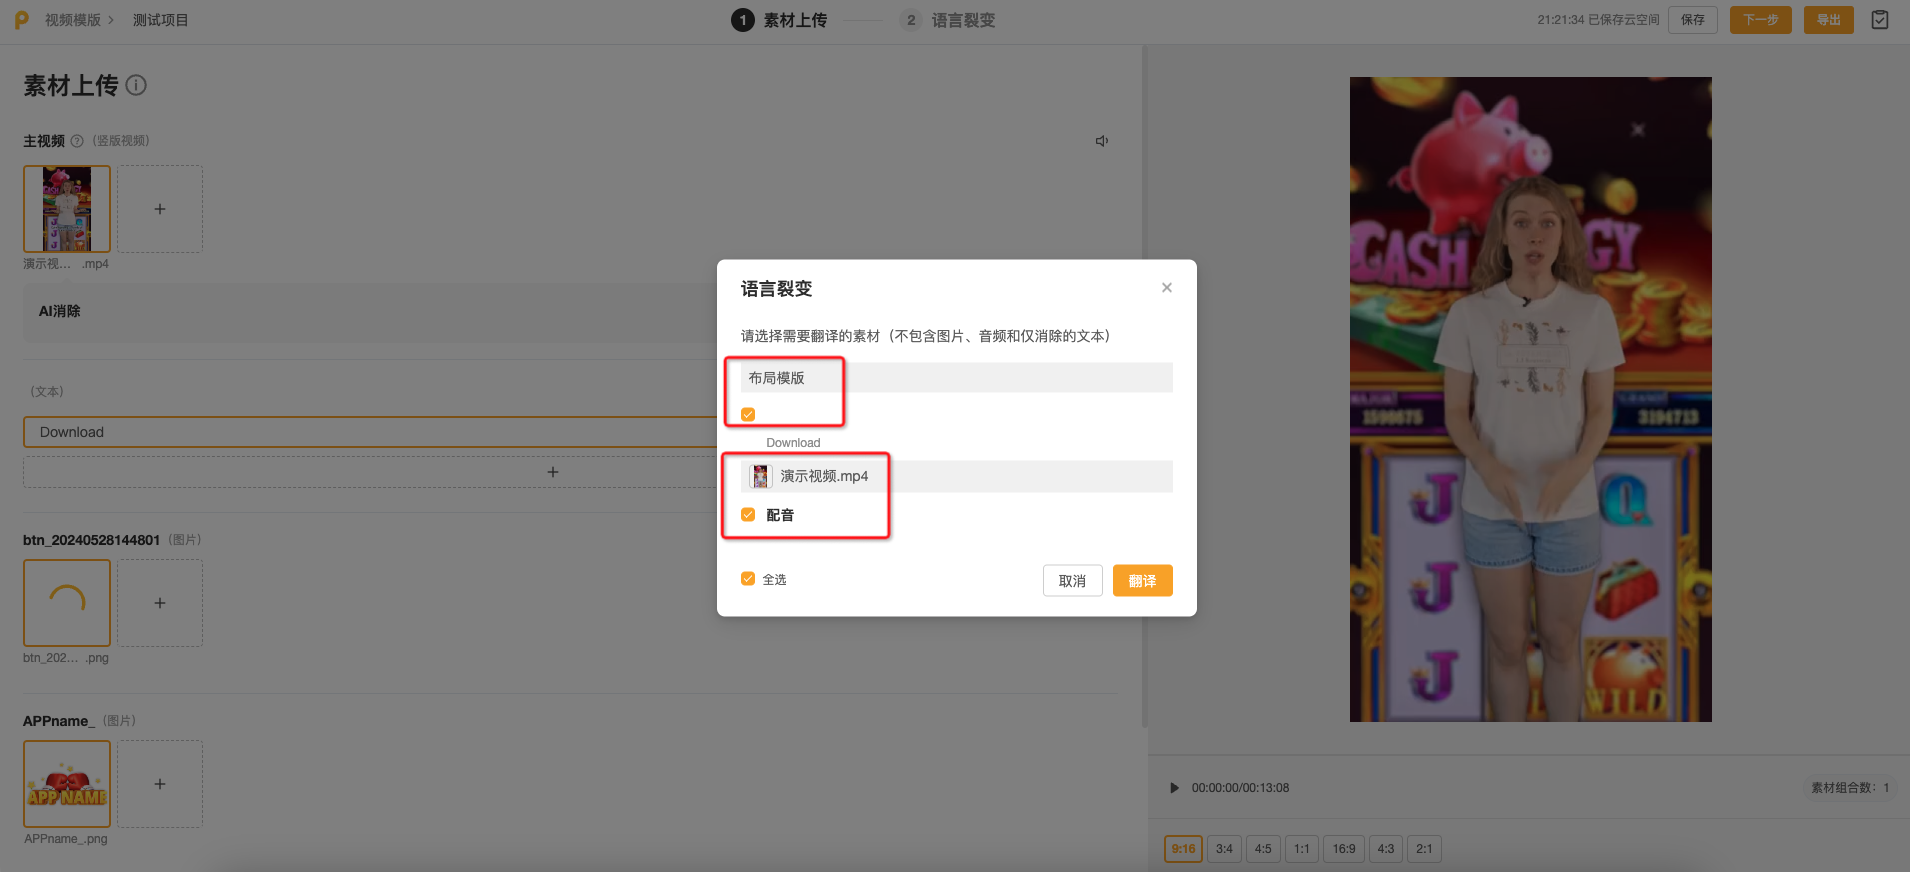 视频模版 > 测试项目
1 素材上传
2 语言裂变
21:21:34 已保存云空间
保存
下一步
导出
素材上传
主视频 (竖版视频)
演示视... .mp4
AI消除
(文本)
Download
btn_20240528144801 (图片)
btn_202... .png
APPname_ (图片)
APP NAME
APPname_.png
语言裂变
请选择需要翻译的素材（不包含图片、音频和仅消除的文本）
布局模版
Download
演示视频.mp4
配音
全选
取消
翻译
CASH
GY
1598675
3194713
J
Q
J
J
WILD
00:00:00/00:13:08
素材组合数：1
9:16
3:4
4:5
1:1
16:9
4:3
2:1